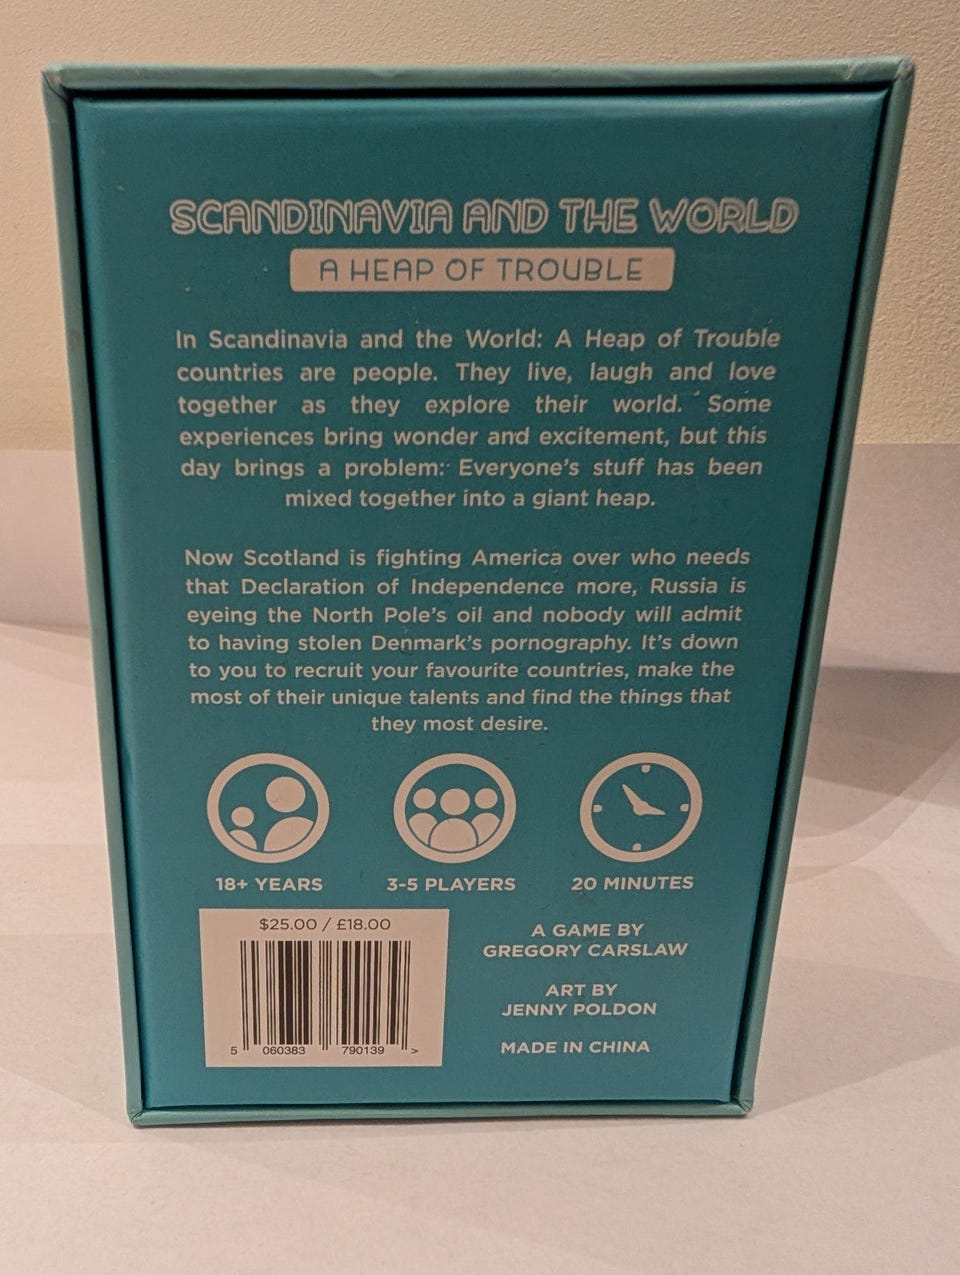 SCANDINAVIA AND THE WORLD
A HEAP OF TROUBLE
In Scandinavia and the World: A Heap of Trouble
countries are people. They live, laugh and love
together as they explore their world. Some
experiences bring wonder and excitement, but this
day brings a problem: Everyone's stuff has been
mixed together into a giant heap.
Now Scotland is fighting America over who needs
that Declaration of Independence more, Russia is
eyeing the North Pole's oil and nobody will admit
to having stolen Denmark's pornography. It's down
to you to recruit your favourite countries, make the
most of their unique talents and find the things that
they most desire.
18+ YEARS
3-5 PLAYERS
20 MINUTES
$25.00 / £18.00
5 060383 790139 >
A GAME BY
GREGORY CARSLAW
ART BY
JENNY POLDON
MADE IN CHINA